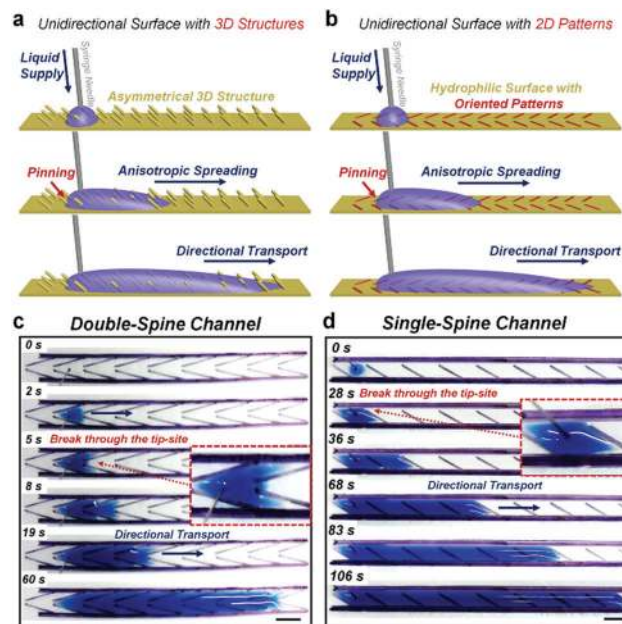 a
Unidirectional Surface with 3D Structures
Liquid
Supply
Syringe Needle
Asymmetrical 3D Structure
Pinning
Anisotropic Spreading
Directional Transport
b
Unidirectional Surface with 2D Patterns
Liquid
Supply
Syringe Needle
Hydrophilic Surface with
Oriented Patterns
Pinning
Anisotropic Spreading
Directional Transport
c
Double-Spine Channel
0 s
2 s
5 s
Break through the tip-site
8 s
19 s
Directional Transport
60 s
d
Single-Spine Channel
0 s
28 s
Break through the tip-site
36 s
68 s
Directional Transport
83 s
106 s